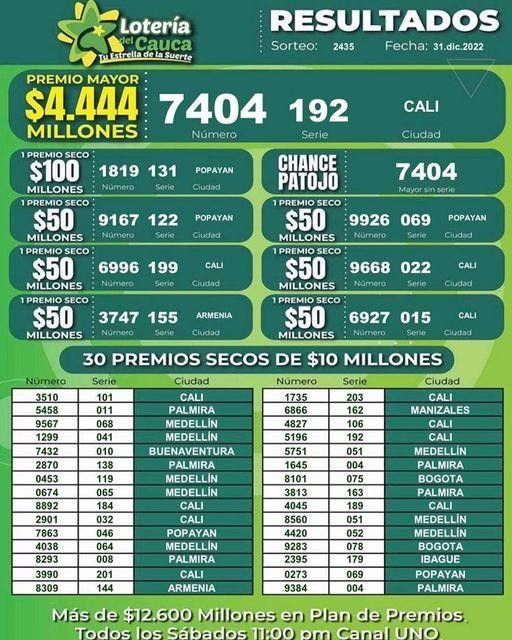 Lotería
del Cauca
Tu Estrella de la Suerte
RESULTADOS
Sorteo: 2435 Fecha: 31.dic.2022
PREMIO MAYOR
$4.444
MILLONES
7404 192 CALI
Número Serie Ciudad
1 PREMIO SECO
$100
MILLONES
1819 131 POPAYAN
Número Serie Ciudad
CHANCE
PATOJO
7404
Mayor sin serie
1 PREMIO SECO
$50
MILLONES
9167 122 POPAYAN
Número Serie Ciudad
1 PREMIO SECO
$50
MILLONES
9926 069 POPAYAN
Número Serie Ciudad
1 PREMIO SECO
$50
MILLONES
6996 199 CALI
Número Serie Ciudad
1 PREMIO SECO
$50
MILLONES
9668 022 CALI
Número Serie Ciudad
1 PREMIO SECO
$50
MILLONES
3747 155 ARMENIA
Número Serie Ciudad
1 PREMIO SECO
$50
MILLONES
6927 015 CALI
Número Serie Ciudad
30 PREMIOS SECOS DE $10 MILLONES
Número Serie Ciudad Número Serie Ciudad
3510 101 CALI 1735 203 CALI
5458 011 PALMIRA 6866 162 MANIZALES
9567 068 MEDELLÍN 4827 106 CALI
1299 041 MEDELLÍN 5196 192 CALI
7432 010 BUENAVENTURA 5751 051 MEDELLÍN
2870 138 PALMIRA 1645 004 PALMIRA
0453 119 MEDELLÍN 8101 075 BOGOTA
0674 065 MEDELLÍN 3813 163 PALMIRA
8892 184 CALI 4045 189 CALI
2901 032 CALI 8560 051 MEDELLÍN
7863 046 POPAYAN 4420 052 MEDELLÍN
4038 064 MEDELLÍN 9283 078 BOGOTA
8293 008 PALMIRA 2395 179 IBAGUE
3990 201 CALI 0273 069 POPAYAN
8309 144 ARMENIA 9384 004 PALMIRA
Más de $12.600 Millones en Plan de Premios.
Todos los Sábados 11:00 pm Canal UNO